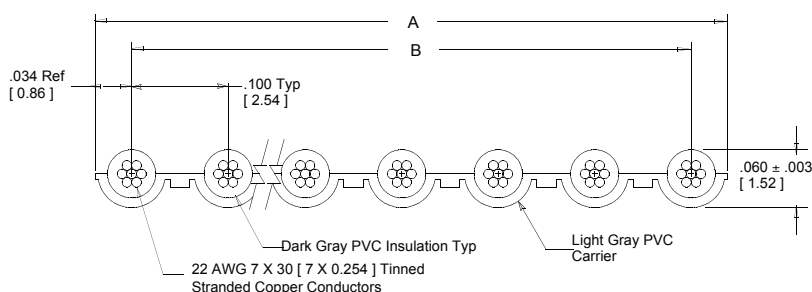 A
B
.034 Ref
[ 0.86 ]
.100 Typ
[ 2.54 ]
.060 ± .003
[ 1.52 ]
Dark Gray PVC Insulation Typ
Light Gray PVC
Carrier
22 AWG 7 X 30 [ 7 X 0.254 ] Tinned
Stranded Copper Conductors